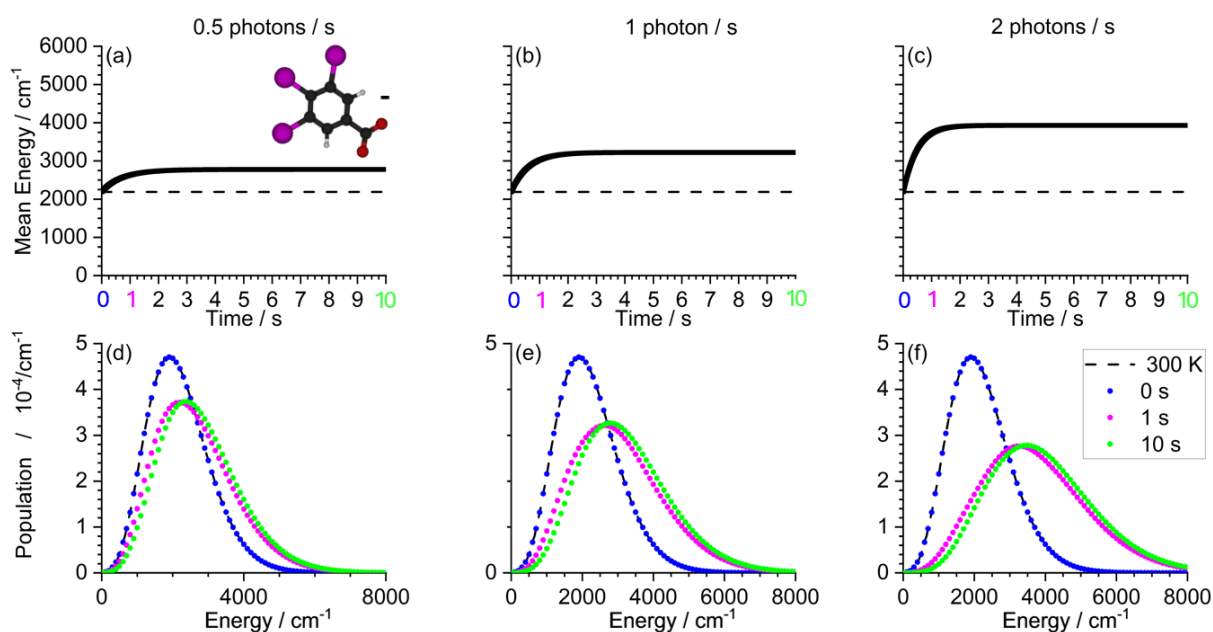 0.5 photons / s
1 photon / s
2 photons / s
Mean Energy / cm⁻¹
(a)
6000
5000
4000
3000
2000
1000
0
-
0 1 2 3 4 5 6 7 8 9 10
Time / s
(b)
0 1 2 3 4 5 6 7 8 9 10
Time / s
(c)
0 1 2 3 4 5 6 7 8 9 10
Time / s
Population / 10⁻⁴/cm⁻¹
(d)
5
4
3
2
1
0
0 4000 8000
Energy / cm⁻¹
(e)
5
0
0 2000 4000 6000 8000
Energy / cm⁻¹
(f)
5
4
3
2
1
0
0 2000 4000 6000 8000
Energy / cm⁻¹
300 K
0 s
1 s
10 s